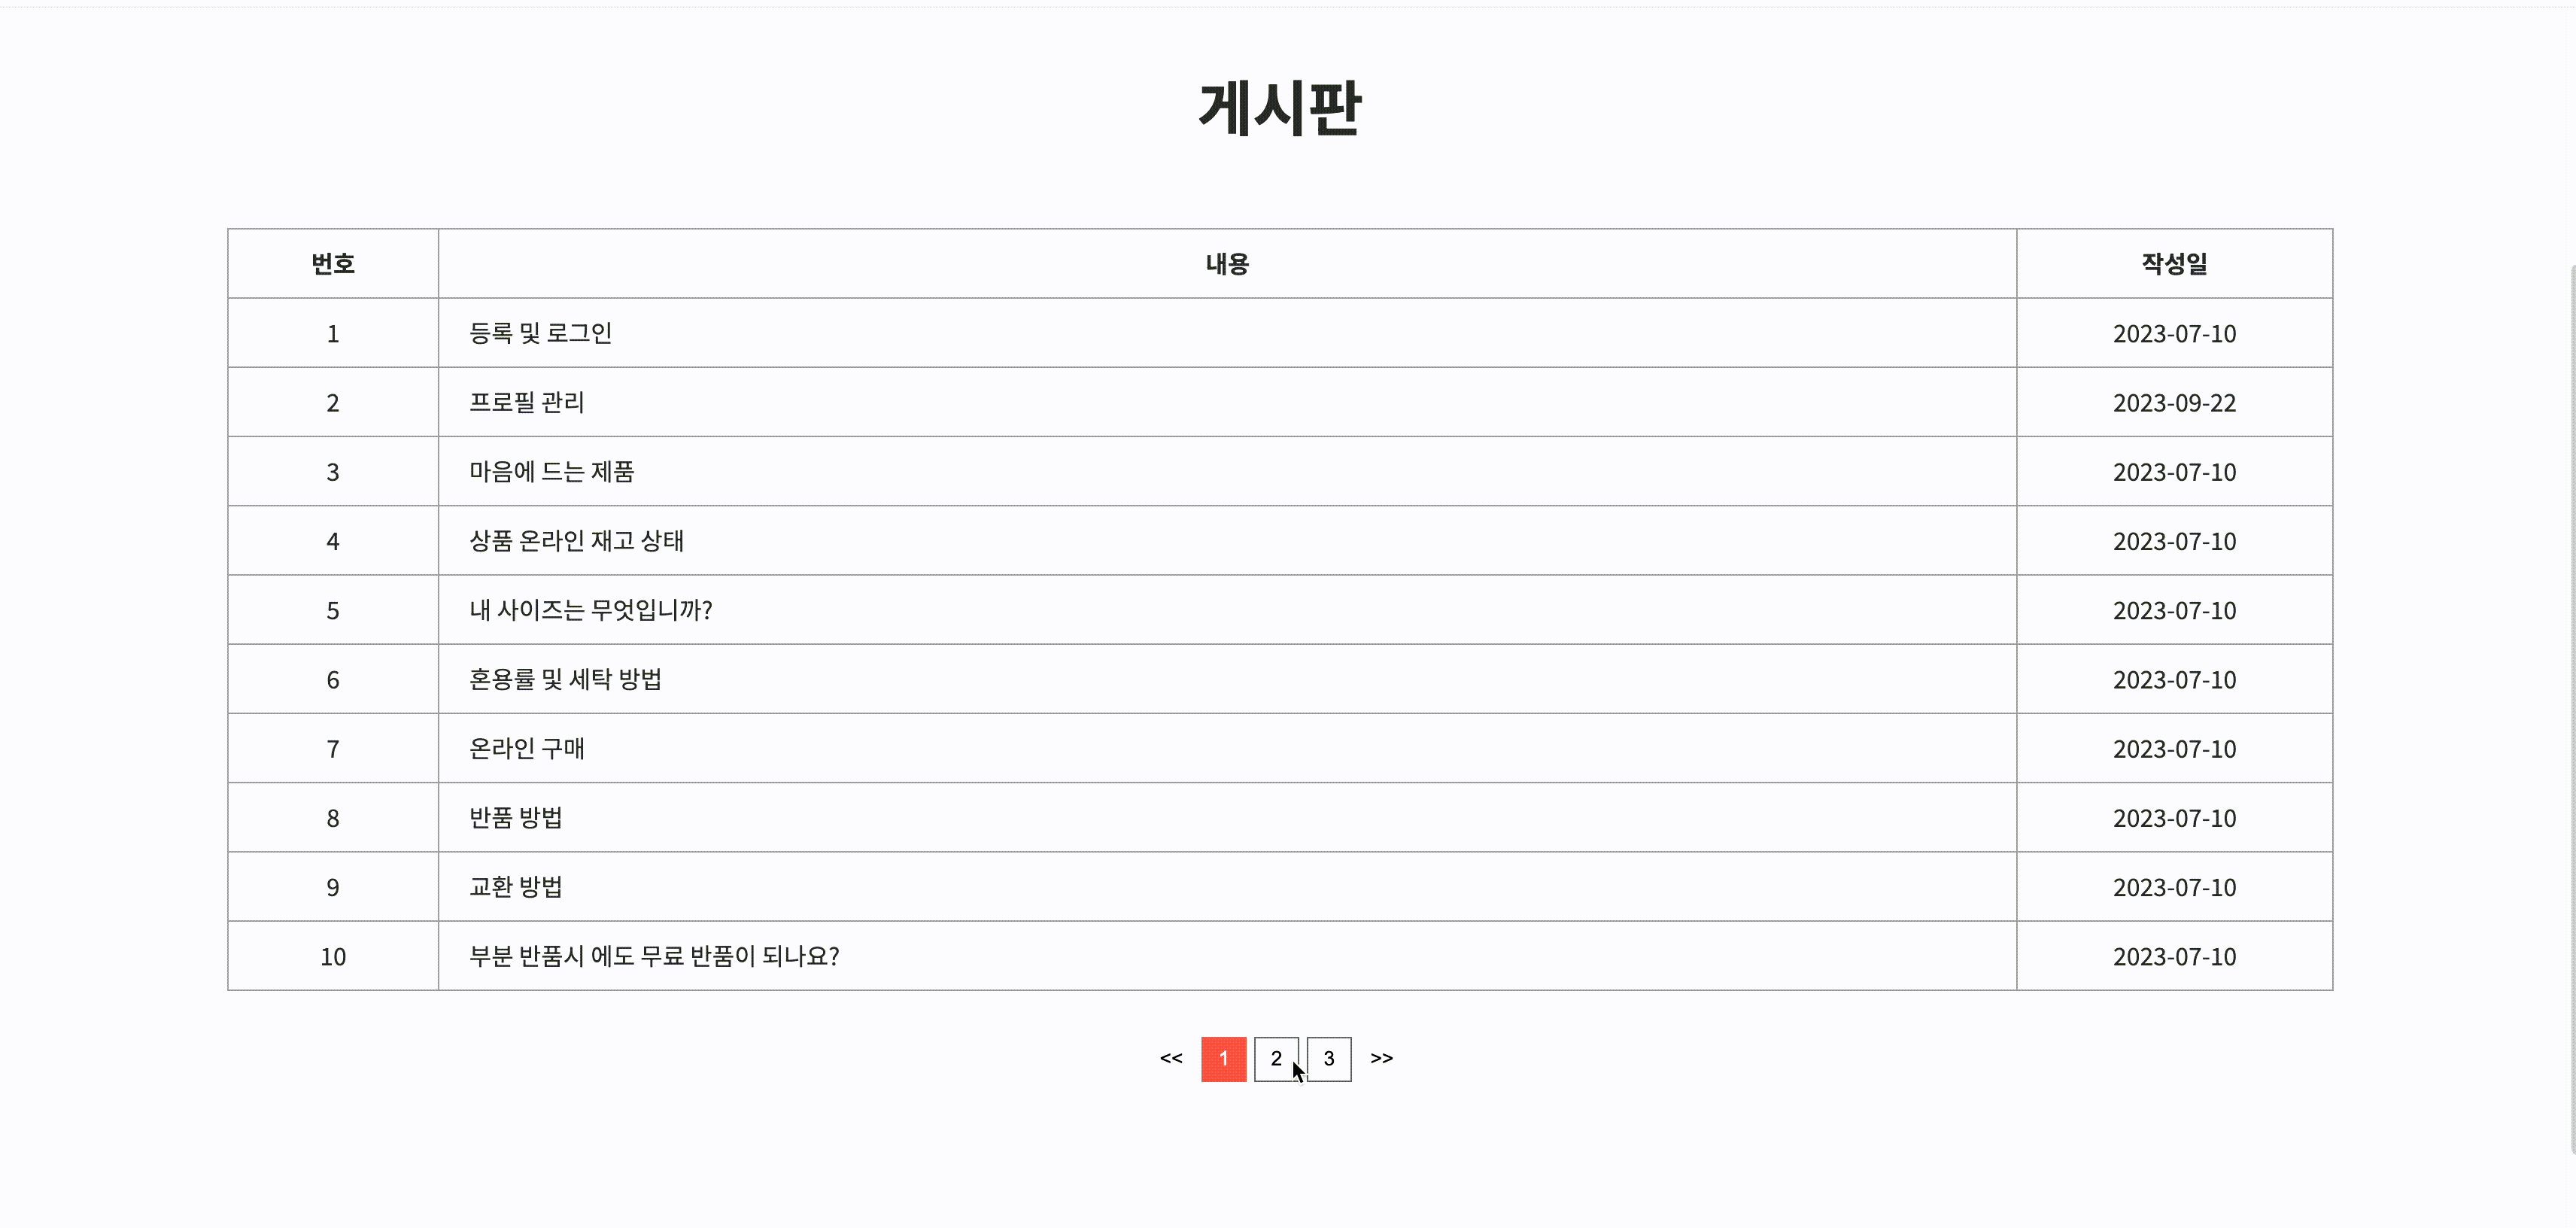 게시판
번호 내용 작성일
1 등록 및 로그인 2023-07-10
2 프로필 관리 2023-09-22
3 마음에 드는 제품 2023-07-10
4 상품 온라인 재고 상태 2023-07-10
5 내 사이즈는 무엇입니까? 2023-07-10
6 혼용률 및 세탁 방법 2023-07-10
7 온라인 구매 2023-07-10
8 반품 방법 2023-07-10
9 교환 방법 2023-07-10
10 부분 반품시 에도 무료 반품이 되나요? 2023-07-10
<< 1 2 3 >>